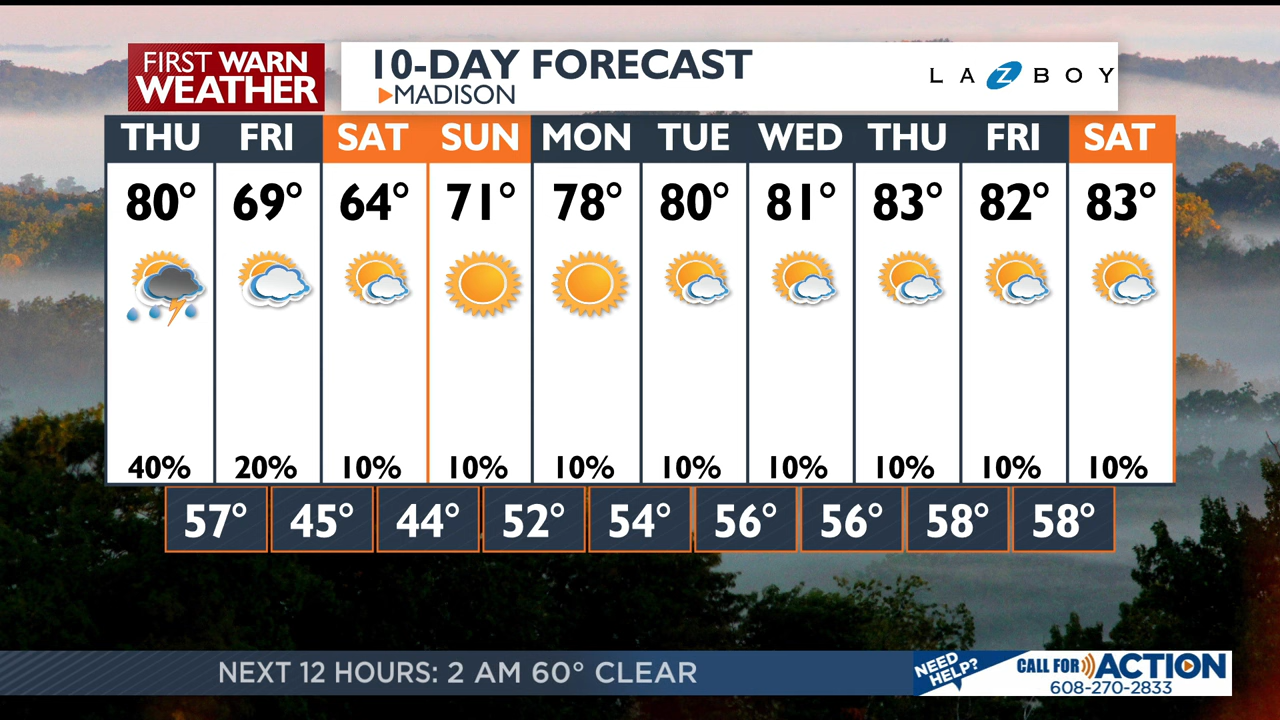 FIRST WARN
WEATHER
10-DAY FORECAST
MADISON
LA Z BOY
THU FRI SAT SUN MON TUE WED THU FRI SAT
80° 69° 64° 71° 78° 80° 81° 83° 82° 83°
40% 20% 10% 10% 10% 10% 10% 10% 10% 10%
57° 45° 44° 52° 54° 56° 56° 58° 58°
NEXT 12 HOURS: 2 AM 60° CLEAR
NEED HELP?
CALL FOR ACTION
608-270-2833